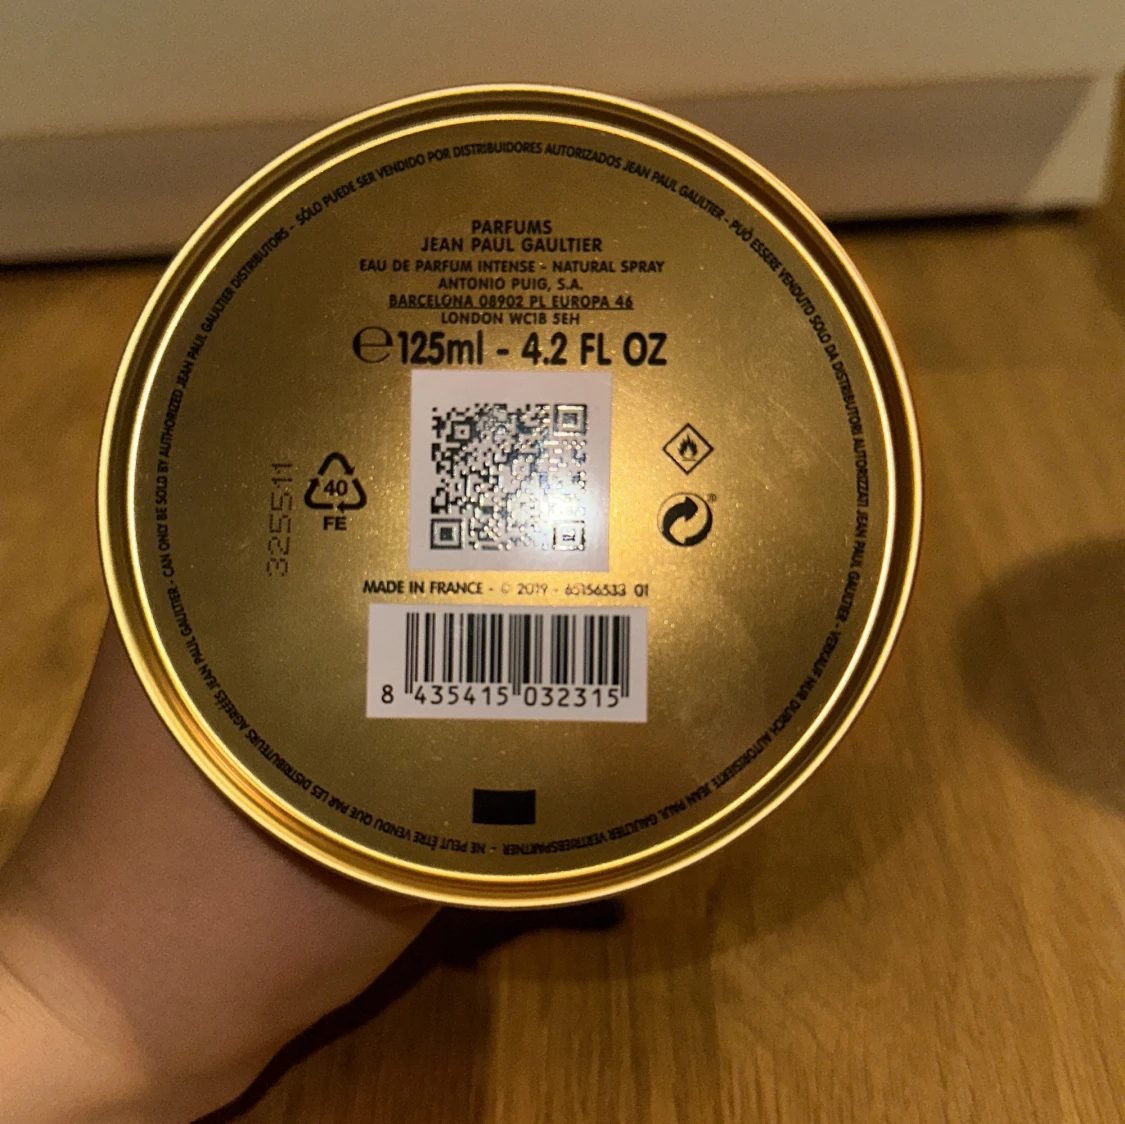 SÓLO PUEDE SER VENDIDO POR DISTRIBUIDORES AUTORIZADOS JEAN PAUL GAULTIER - PUÒ ESSERE VENDUTO SOLO DA DISTRIBUTORI AUTORIZZATI JEAN PAUL GAULTIER - VERKAUF NUR DURCH AUTORISIERTE JEAN PAUL GAULTIER VERTRIEBSPARTNER - NE PEUT ÊTRE VENDU QUE PAR LES DISTRIBUTEURS AGRÉÉS JEAN PAUL GAULTIER - CAN ONLY BE SOLD BY AUTHORIZED JEAN PAUL GAULTIER DISTRIBUTORS -
PARFUMS
JEAN PAUL GAULTIER
EAU DE PARFUM INTENSE - NATURAL SPRAY
ANTONIO PUIG, S.A.
BARCELONA 08902 PL EUROPA 46
LONDON WC1B 5EH
℮125ml - 4.2 FL OZ
325511
40
FE
®
MADE IN FRANCE - © 2019 - 65156533 01
8 435415 032315